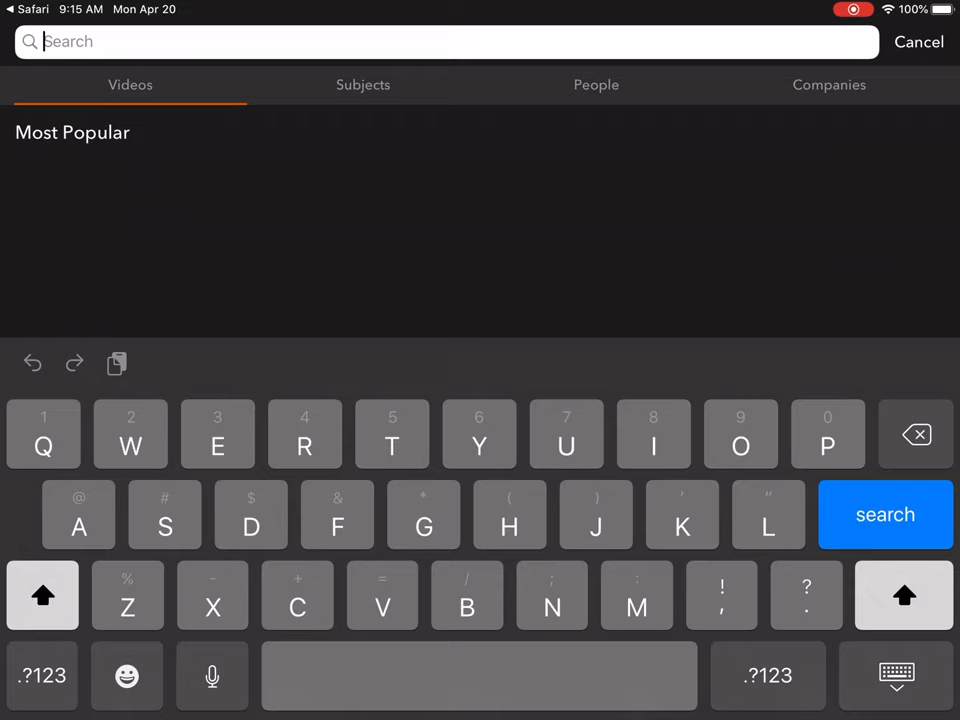 Safari 9:15 AM Mon Apr 20 100%
Search Cancel
Videos Subjects People Companies
Most Popular
1 2 3 4 5 6 7 8 9 0
Q W E R T Y U I O P
@ # $ & * ( ) ' "
A S D F G H J K L search
% - + = / ; : ! ?
Z X C V B N M , .
.?123 .?123